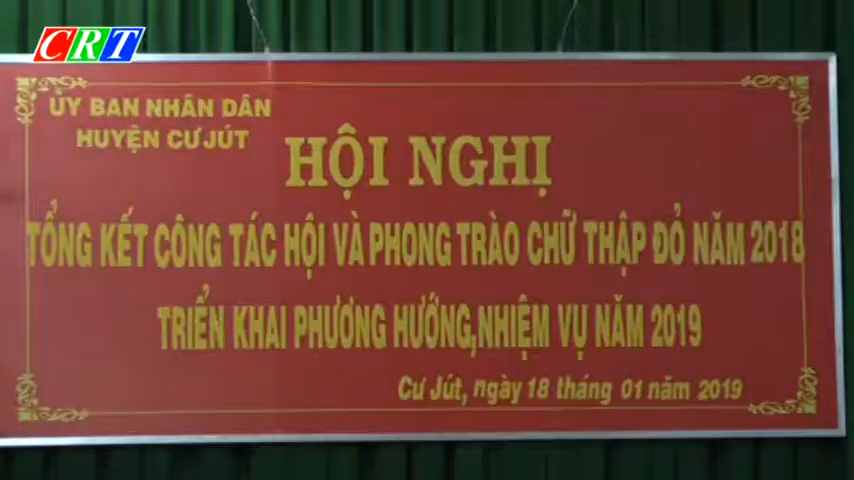 CRT
ỦY BAN NHÂN DÂN
HUYỆN CƯ JÚT
HỘI NGHỊ
TỔNG KẾT CÔNG TÁC HỘI VÀ PHONG TRÀO CHỮ THẬP ĐỎ NĂM 2018
TRIỂN KHAI PHƯƠNG HƯỚNG,NHIỆM VỤ NĂM 2019
Cư Jút, ngày 18 tháng 01 năm 2019